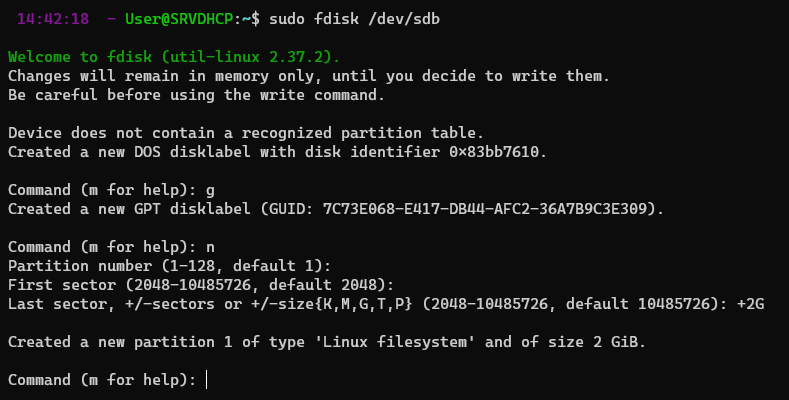 14:42:18 - User@SRVDHCP:~$ sudo fdisk /dev/sdb
Welcome to fdisk (util-linux 2.37.2).
Changes will remain in memory only, until you decide to write them.
Be careful before using the write command.
Device does not contain a recognized partition table.
Created a new DOS disklabel with disk identifier 0×83bb7610.
Command (m for help): g
Created a new GPT disklabel (GUID: 7C73E068-E417-DB44-AFC2-36A7B9C3E309).
Command (m for help): n
Partition number (1-128, default 1):
First sector (2048-10485726, default 2048):
Last sector, +/-sectors or +/-size{K,M,G,T,P} (2048-10485726, default 10485726): +2G
Created a new partition 1 of type 'Linux filesystem' and of size 2 GiB.
Command (m for help):